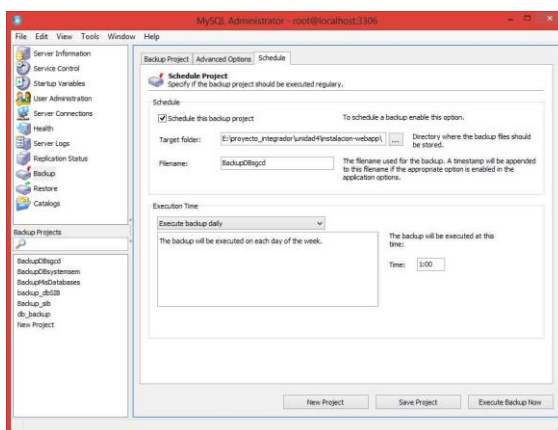 MySQL Administrator - root@localhost:3306
File Edit View Tools Window Help
Server Information
Service Control
Startup Variables
User Administration
Server Connections
Health
Server Logs
Replication Status
Backup
Restore
Catalogs
Backup Projects
BackupDBsgcd
BackupDBsystemsem
BackupMisDatabases
backup_dbSIB
Backup_sib
db_backup
New Project
Backup Project Advanced Options Schedule
Schedule Project
Specify if the backup project should be executed regulary.
Schedule
Schedule this backup project
To schedule a backup enable this option.
Target folder: E:\proyecto_integrador\unidad4\instalacion-webapp\ ...
Directory where the backup files should
be stored.
Filename: BackupDBsgcd
The filename used for the backup. A timestamp will be appended
to this filename if the appropriate option is enabled in the
application options.
Execution Time
Execute backup daily
The backup will be executed on each day of the week.
The backup will be executed at this
time:
Time: 1:00
New Project Save Project Execute Backup Now